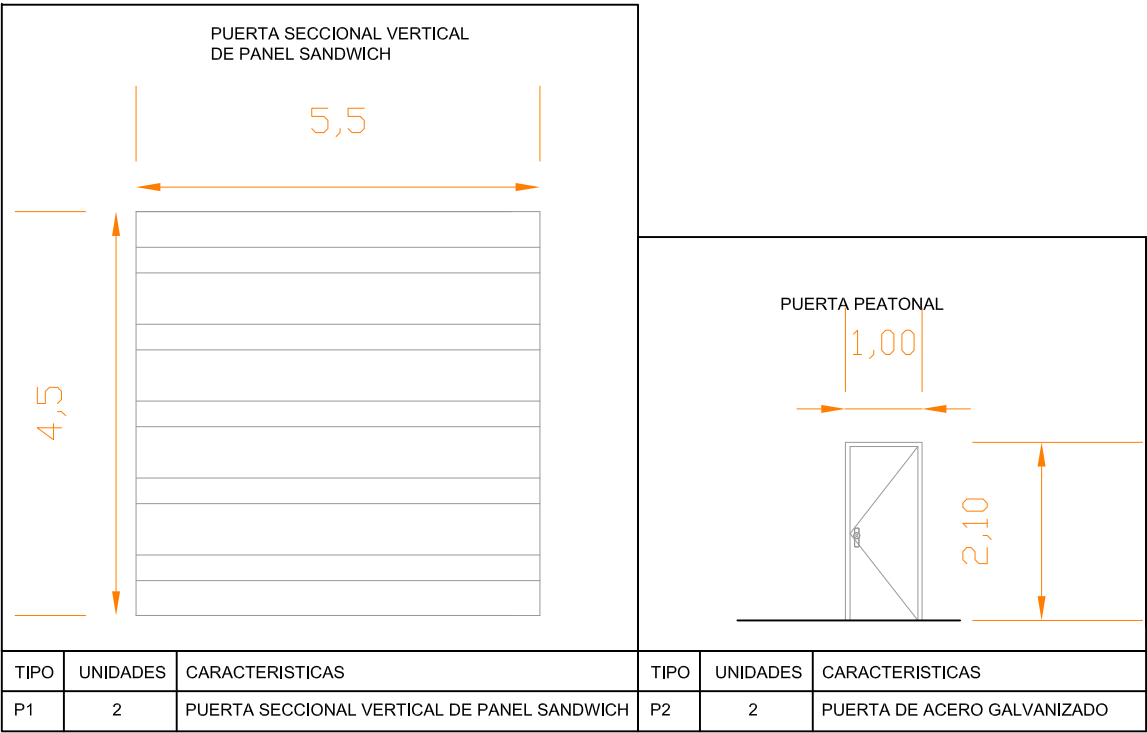 PUERTA SECCIONAL VERTICAL
DE PANEL SANDWICH
5,5
4,5
PUERTA PEATONAL
1,00
2,10
TIPO UNIDADES CARACTERISTICAS TIPO UNIDADES CARACTERISTICAS
P1 2 PUERTA SECCIONAL VERTICAL DE PANEL SANDWICH P2 2 PUERTA DE ACERO GALVANIZADO